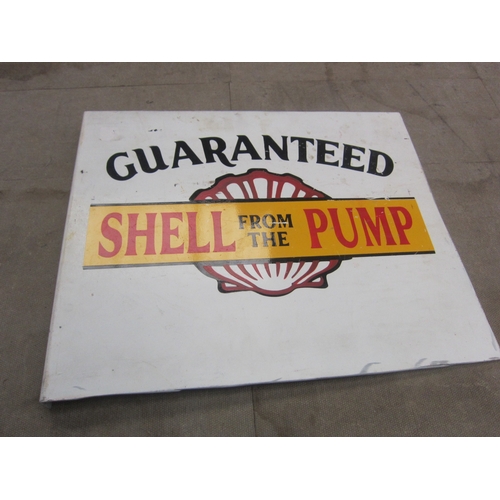 GUARANTEED
SHELL FROM THE PUMP